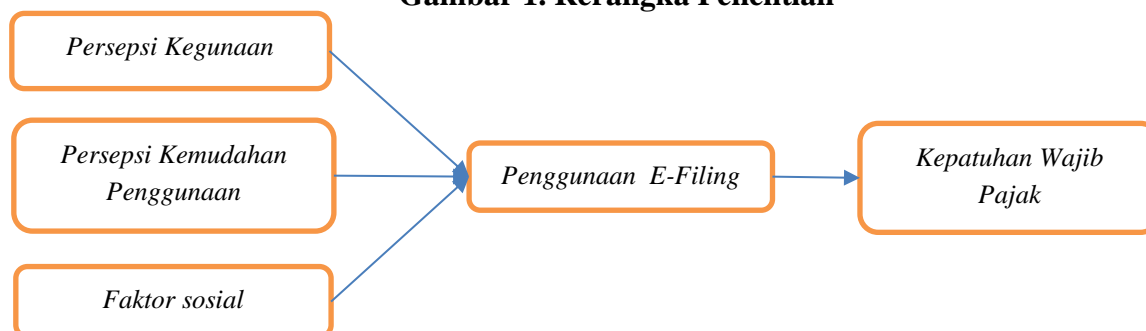 Gambar 1. Kerangka Penelitian
Persepsi Kegunaan
Persepsi Kemudahan
Penggunaan
Penggunaan E-Filing
Kepatuhan Wajib
Pajak
Faktor sosial